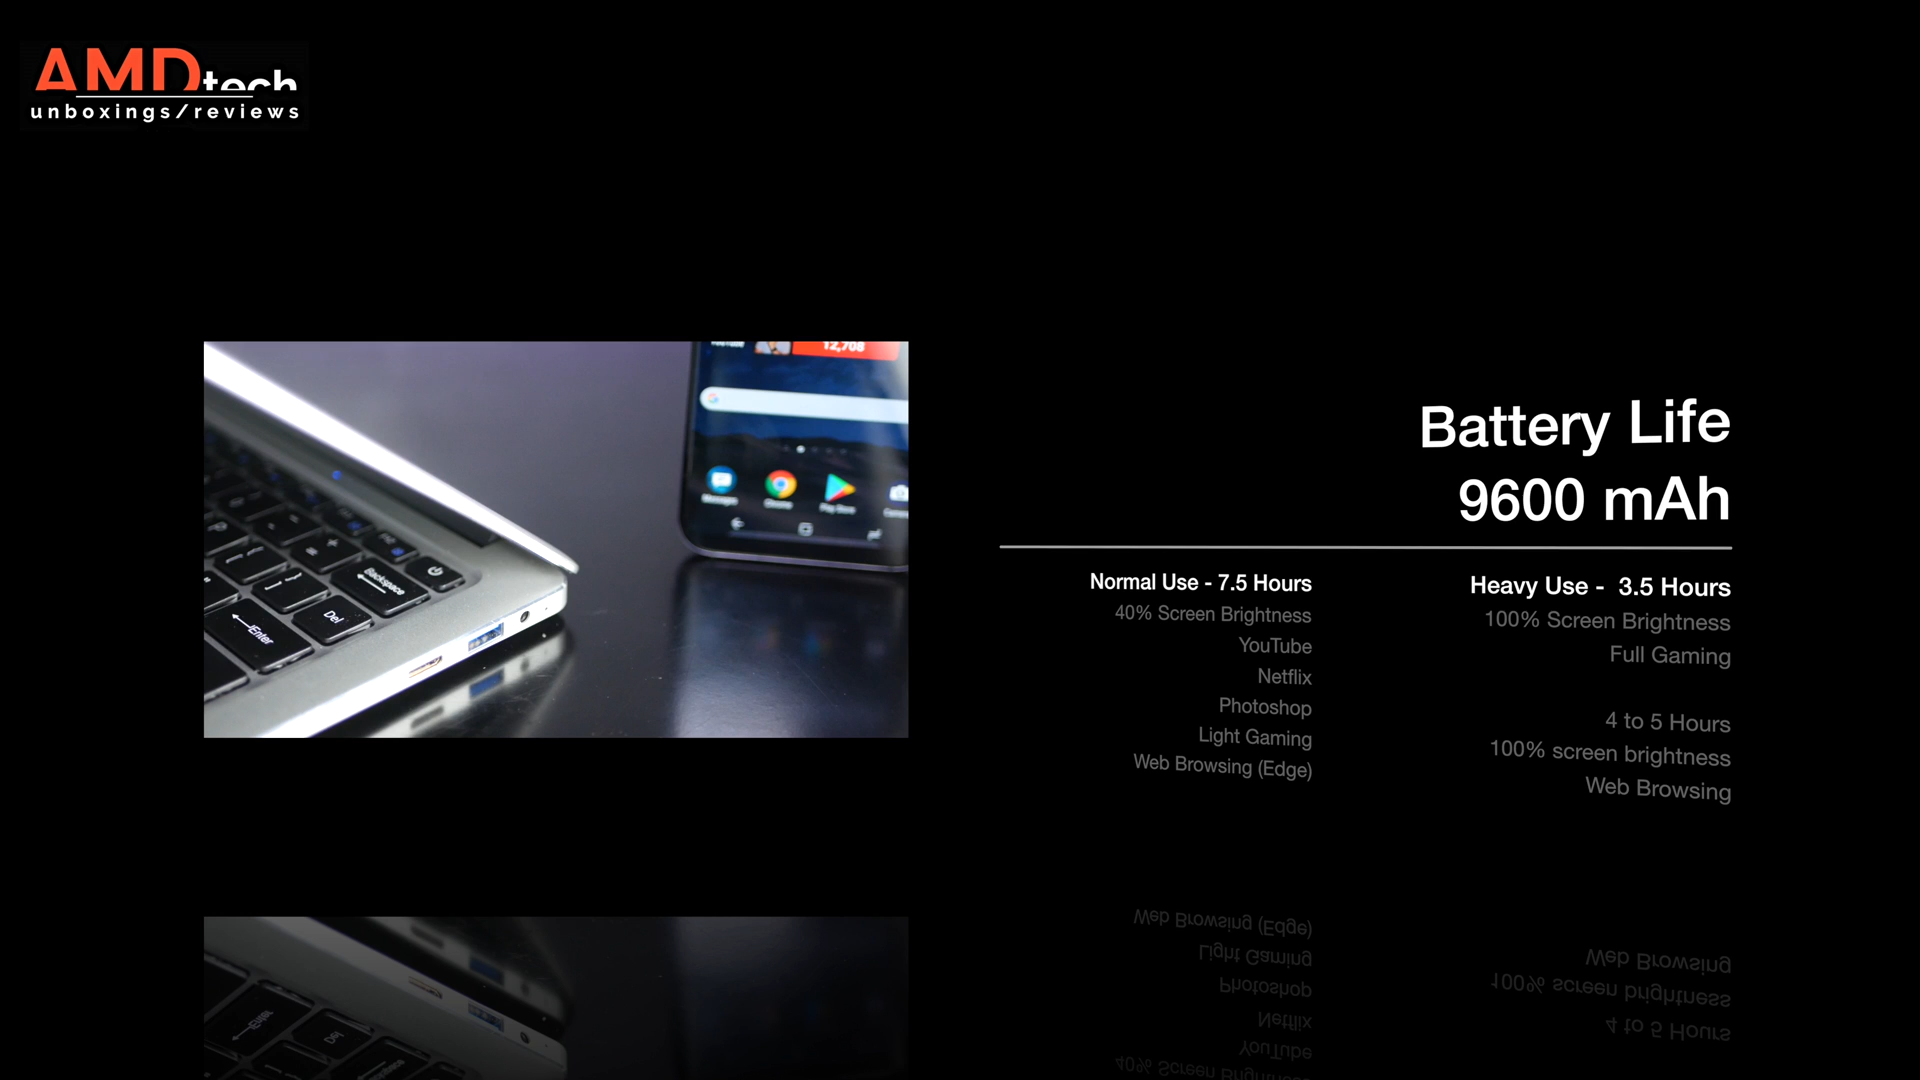 AMDtech
unboxings/reviews
12,708
Backspace
Del
Enter
Battery Life
9600 mAh
Normal Use - 7.5 Hours
40% Screen Brightness
YouTube
Netflix
Photoshop
Light Gaming
Web Browsing (Edge)
Heavy Use - 3.5 Hours
100% Screen Brightness
Full Gaming
4 to 5 Hours
100% screen brightness
Web Browsing